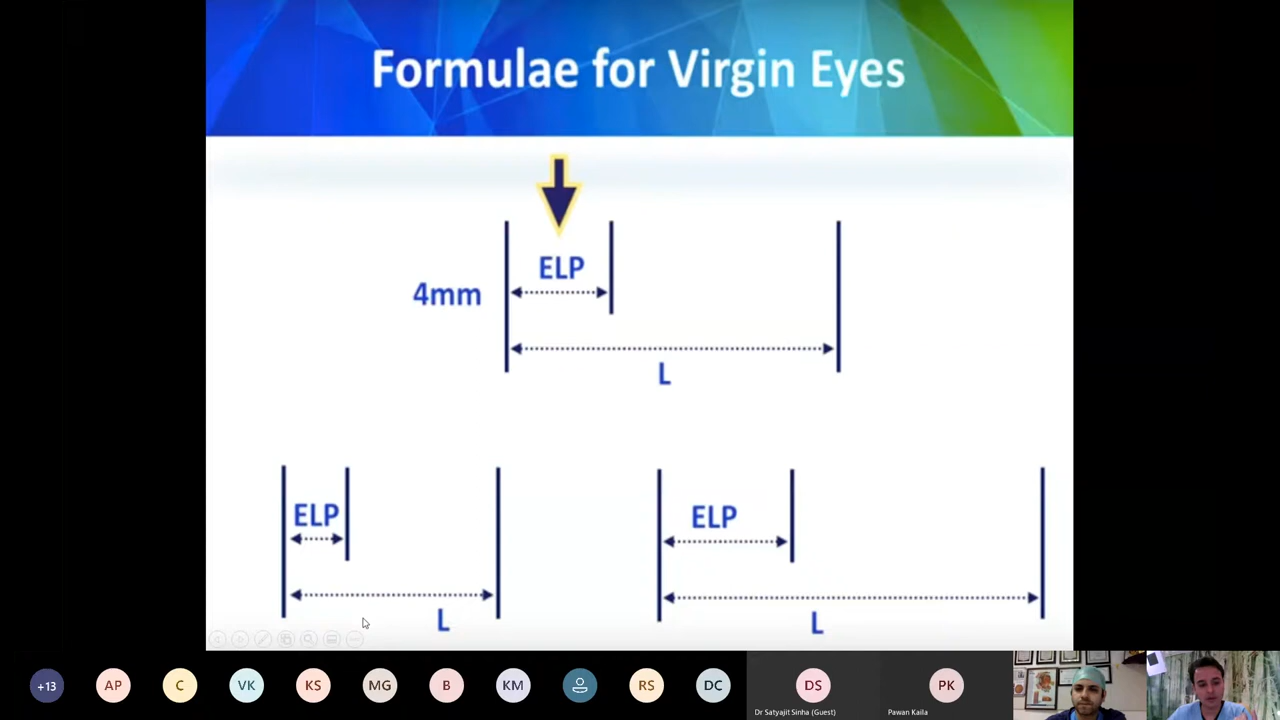 Formulae for Virgin Eyes
ELP
4mm
L
ELP
L
ELP
L
+13
AP
C
VK
KS
MG
B
KM
RS
DC
DS
Dr Satyajit Sinha (Guest)
PK
Pawan Kaila